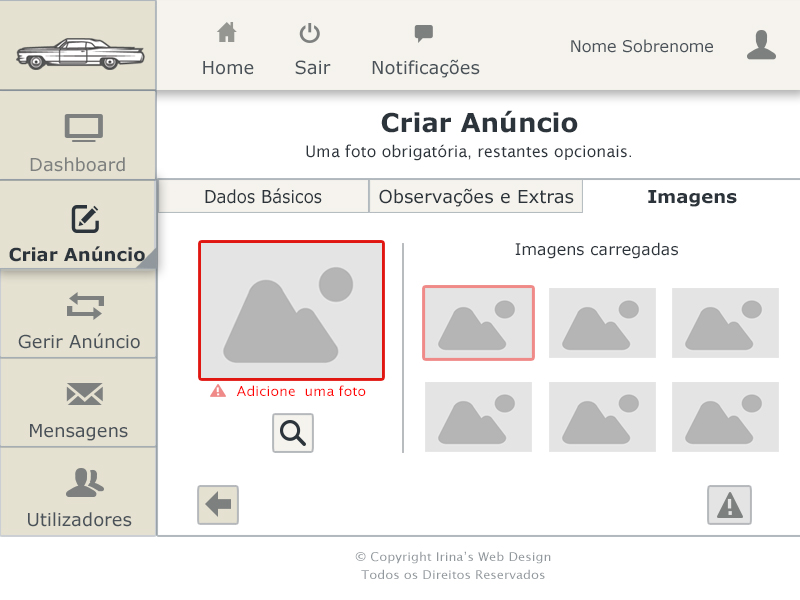 Home
Sair
Notificações
Nome Sobrenome
Dashboard
Criar Anúncio
Gerir Anúncio
Mensagens
Utilizadores
Criar Anúncio
Uma foto obrigatória, restantes opcionais.
Dados Básicos
Observações e Extras
Imagens
Adicione uma foto
Imagens carregadas
© Copyright Irina's Web Design
Todos os Direitos Reservados